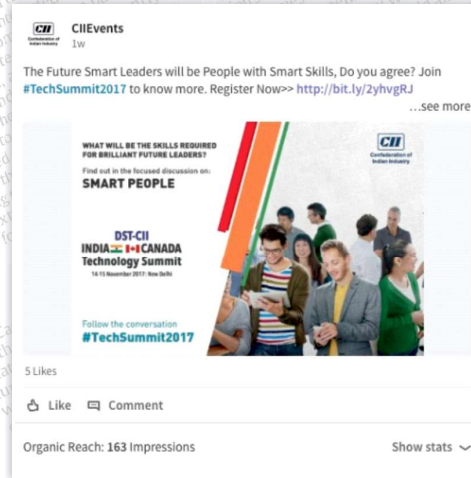 CII
Confederation of
Indian Industry
CIIEvents
1w
The Future Smart Leaders will be People with Smart Skills, Do you agree? Join
#TechSummit2017 to know more. Register Now>> http://bit.ly/2yhvgRJ
...see more
WHAT WILL BE THE SKILLS REQUIRED
FOR BRILLIANT FUTURE LEADERS?
Find out in the focused discussion on:
SMART PEOPLE
CII
Confederation of
Indian Industry
DST-CII
INDIA CANADA
Technology Summit
14-15 November 2017: New Delhi
Follow the conversation
#TechSummit2017
5 Likes
Like Comment
Organic Reach: 163 Impressions
Show stats